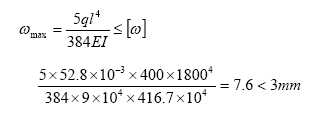 ω_max = 5ql⁴ / 384EI ≤ [ω]
5×52.8×10⁻³×400×1800⁴ / 384×9×10⁴×416.7×10⁴ = 7.6 < 3mm